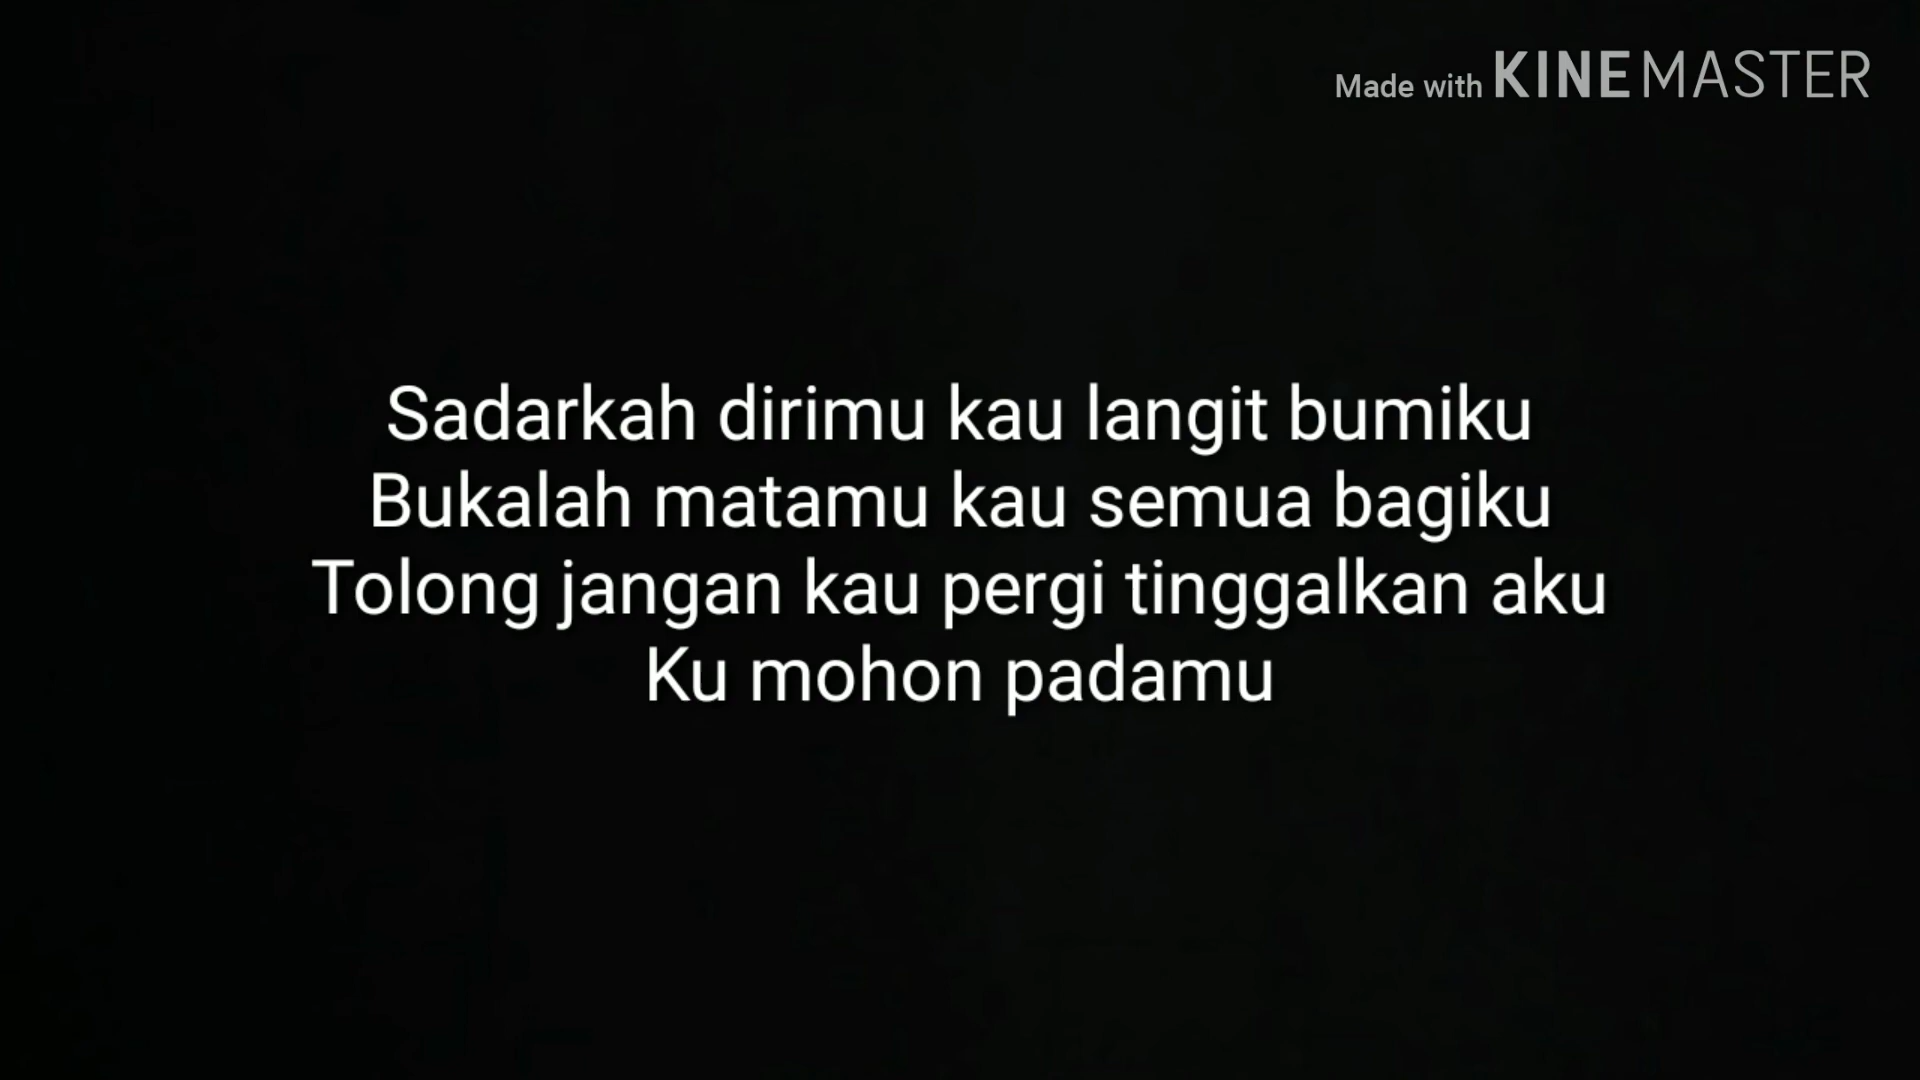 Made with KINEMASTER
Sadarkah dirimu kau langit bumiku
Bukalah matamu kau semua bagiku
Tolong jangan kau pergi tinggalkan aku
Ku mohon padamu